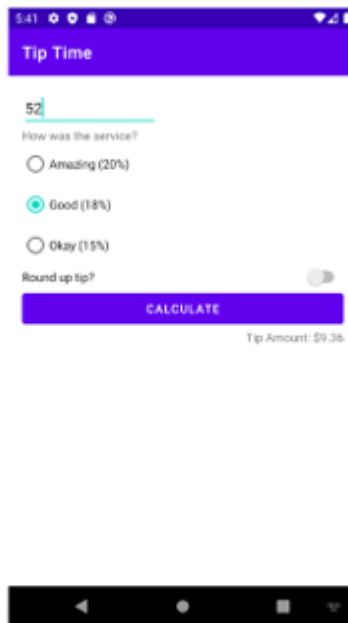 5:41
Tip Time
52
How was the service?
Amazing (20%)
Good (18%)
Okay (15%)
Round up tip?
CALCULATE
Tip Amount: $9.36